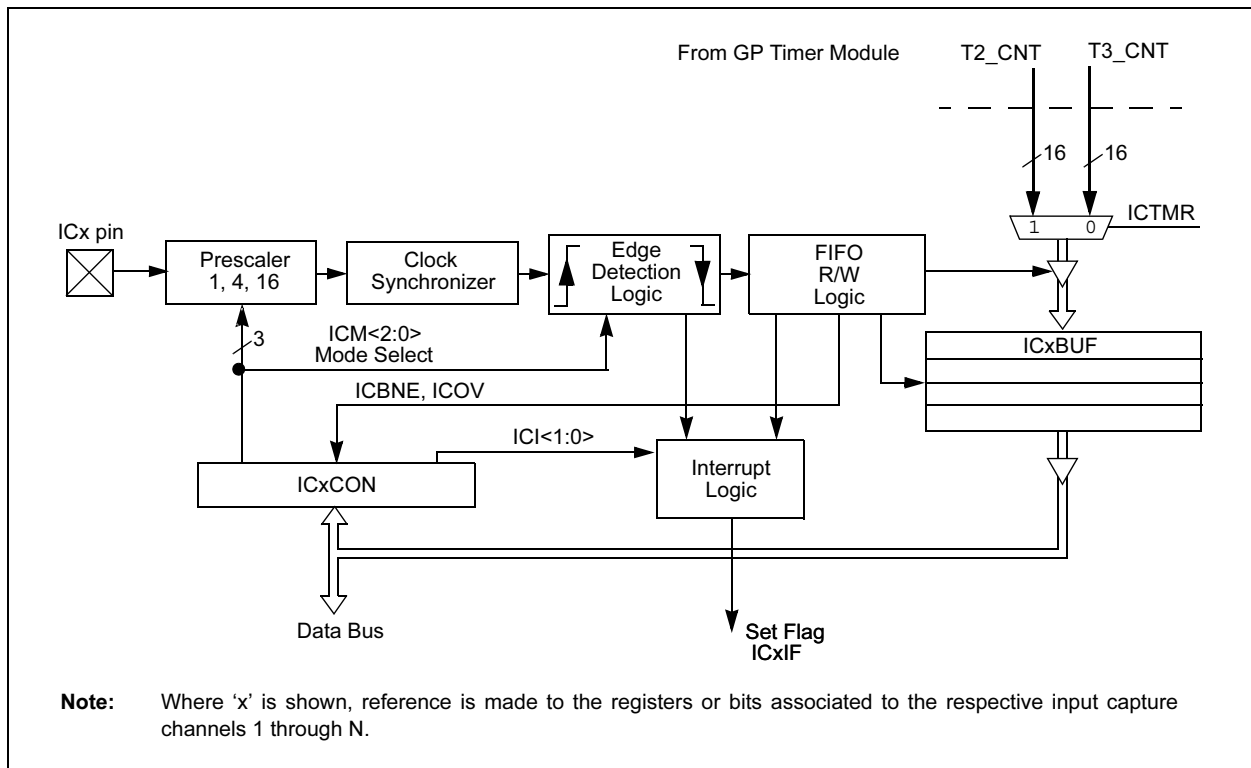 From GP Timer Module
T2_CNT
T3_CNT
16
16
1
0
ICTMR
ICx pin
Prescaler
1, 4, 16
Clock
Synchronizer
Edge
Detection
Logic
FIFO
R/W
Logic
3
ICM<2:0>
Mode Select
ICxBUF
ICBNE, ICOV
ICI<1:0>
ICxCON
Interrupt
Logic
Data Bus
Set Flag
ICxIF
Note: Where ‘x’ is shown, reference is made to the registers or bits associated to the respective input capture
channels 1 through N.